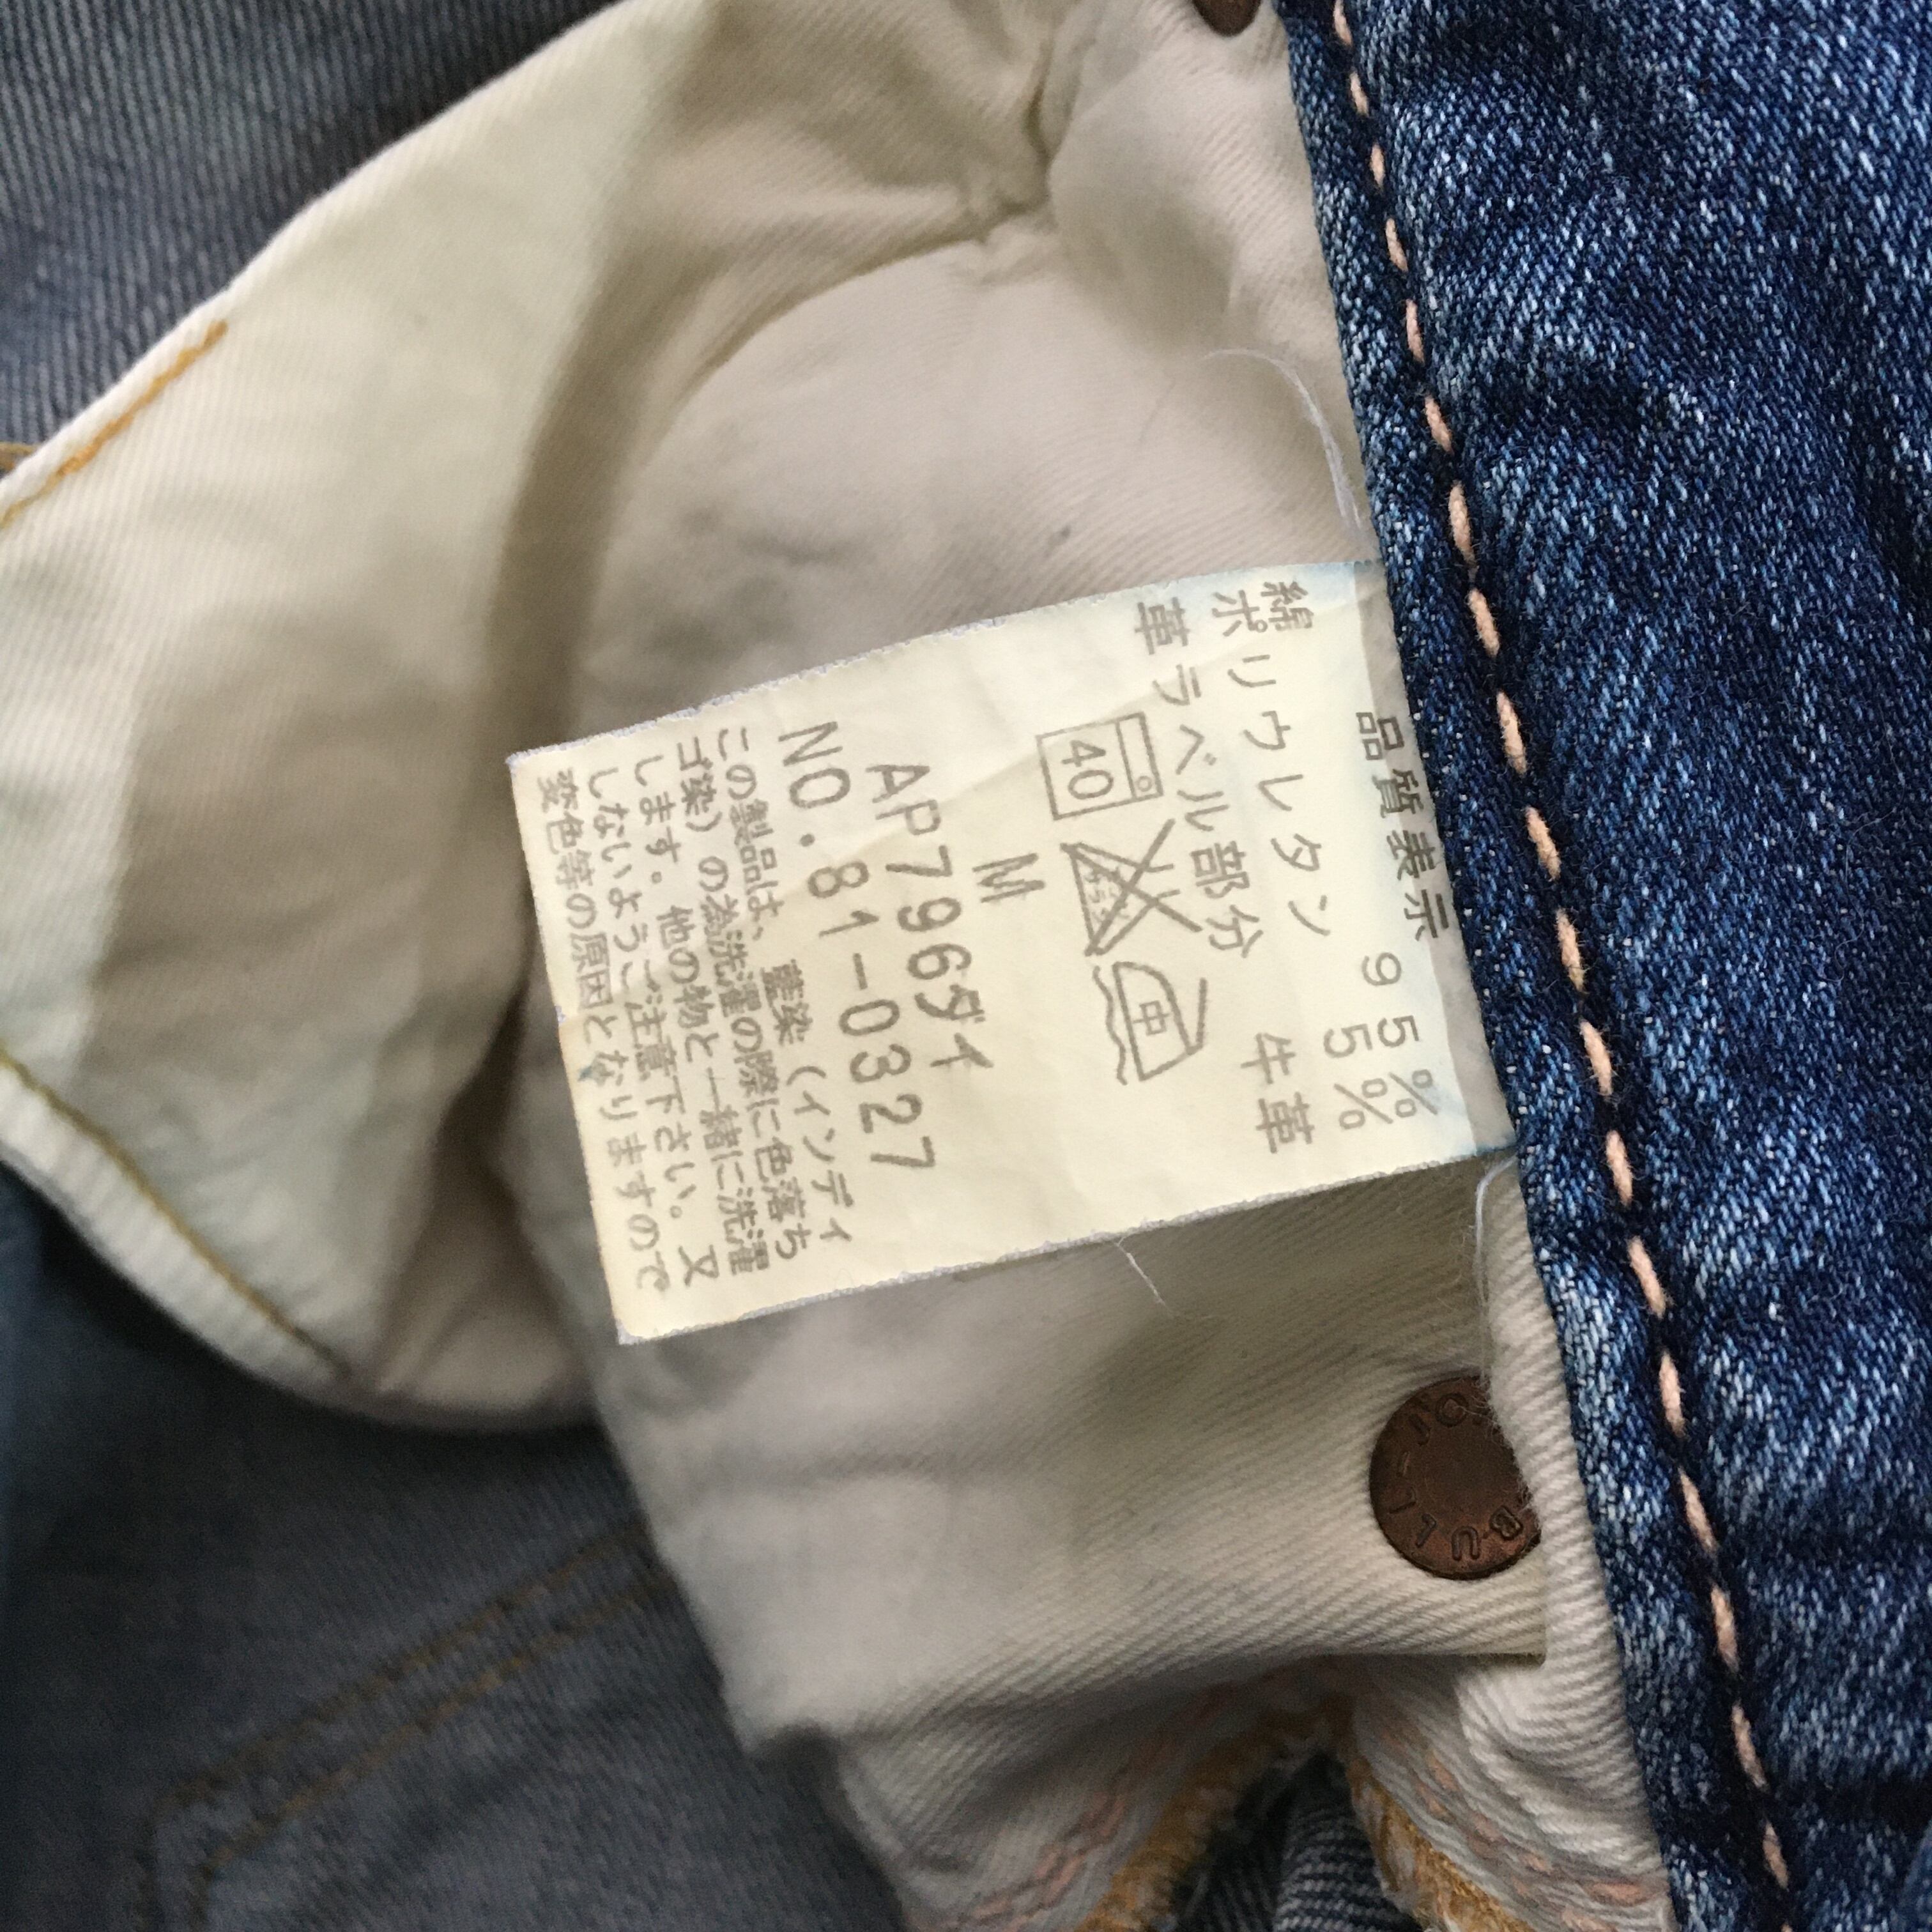 品質表示
綿 95%
ポリウレタン 5%
革ラベル部分 牛革
40 中
M
AP796ダイ
NO.81-0327
この製品は、藍染(インディ
ゴ染)の為洗濯の際に色落ち
します。他の物と一緒に洗濯
しないようご注意下さい。又
変色等の原因となりますので
BULL-JO